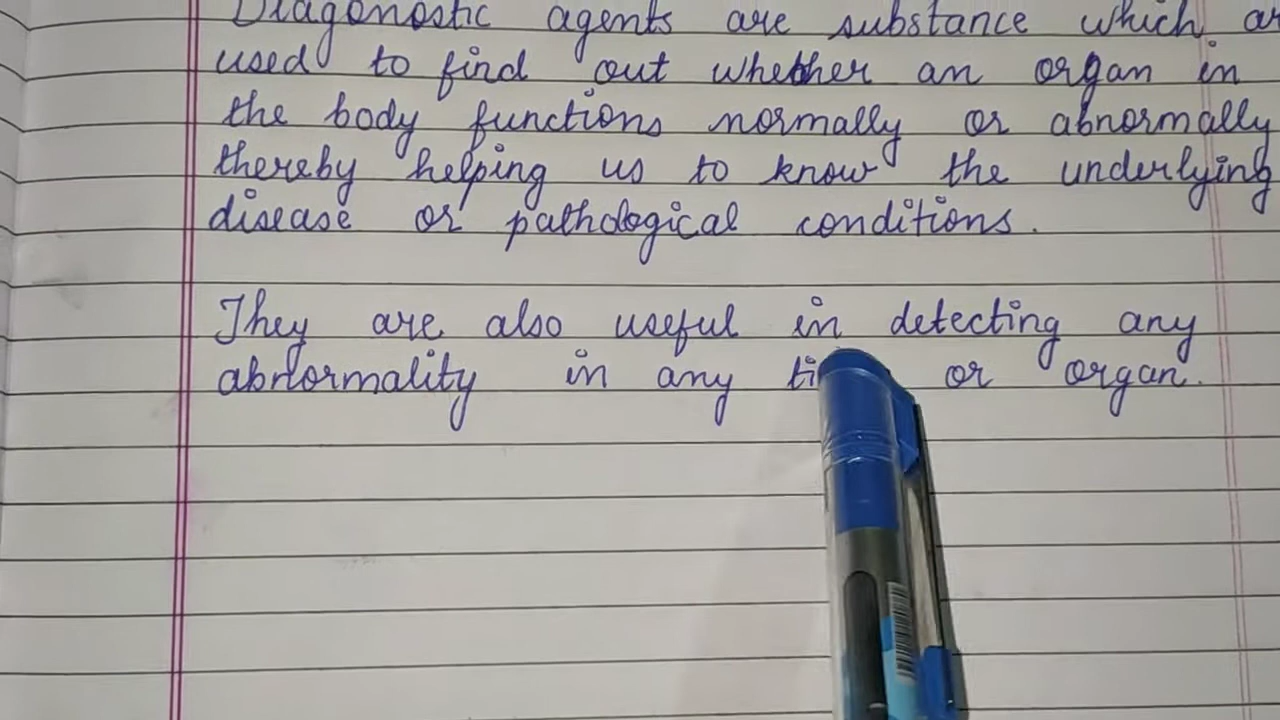 Diagonostic agents are substance which
used to find out whether an organ in
the body functions normally or abnormally
thereby helping us to know the underlying
disease or pathological conditions.
They are also useful in detecting any
abnormality in any or organ.